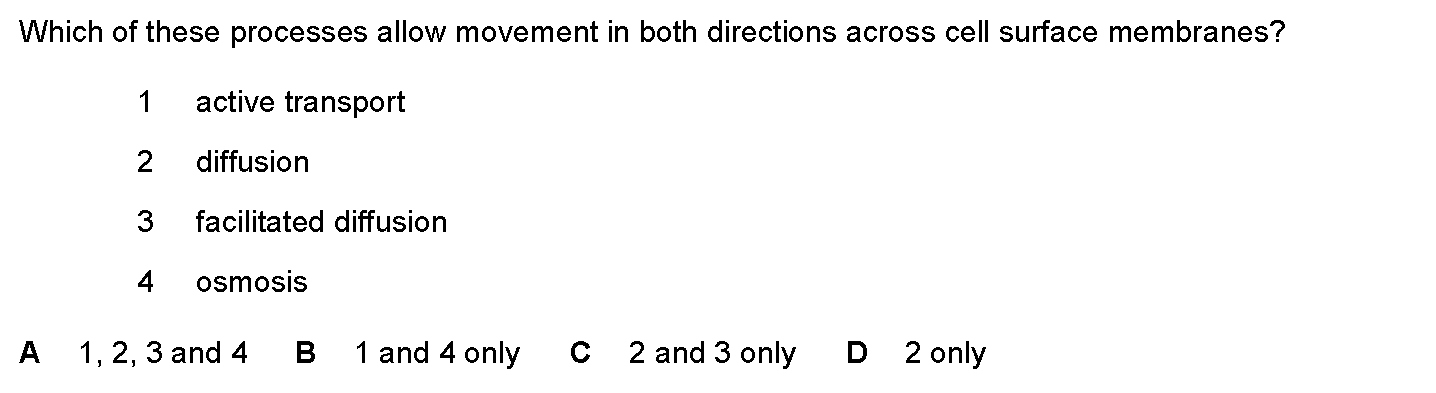 Which of these processes allow movement in both directions across cell surface membranes?
1 active transport
2 diffusion
3 facilitated diffusion
4 osmosis
A 1, 2, 3 and 4 B 1 and 4 only C 2 and 3 only D 2 only